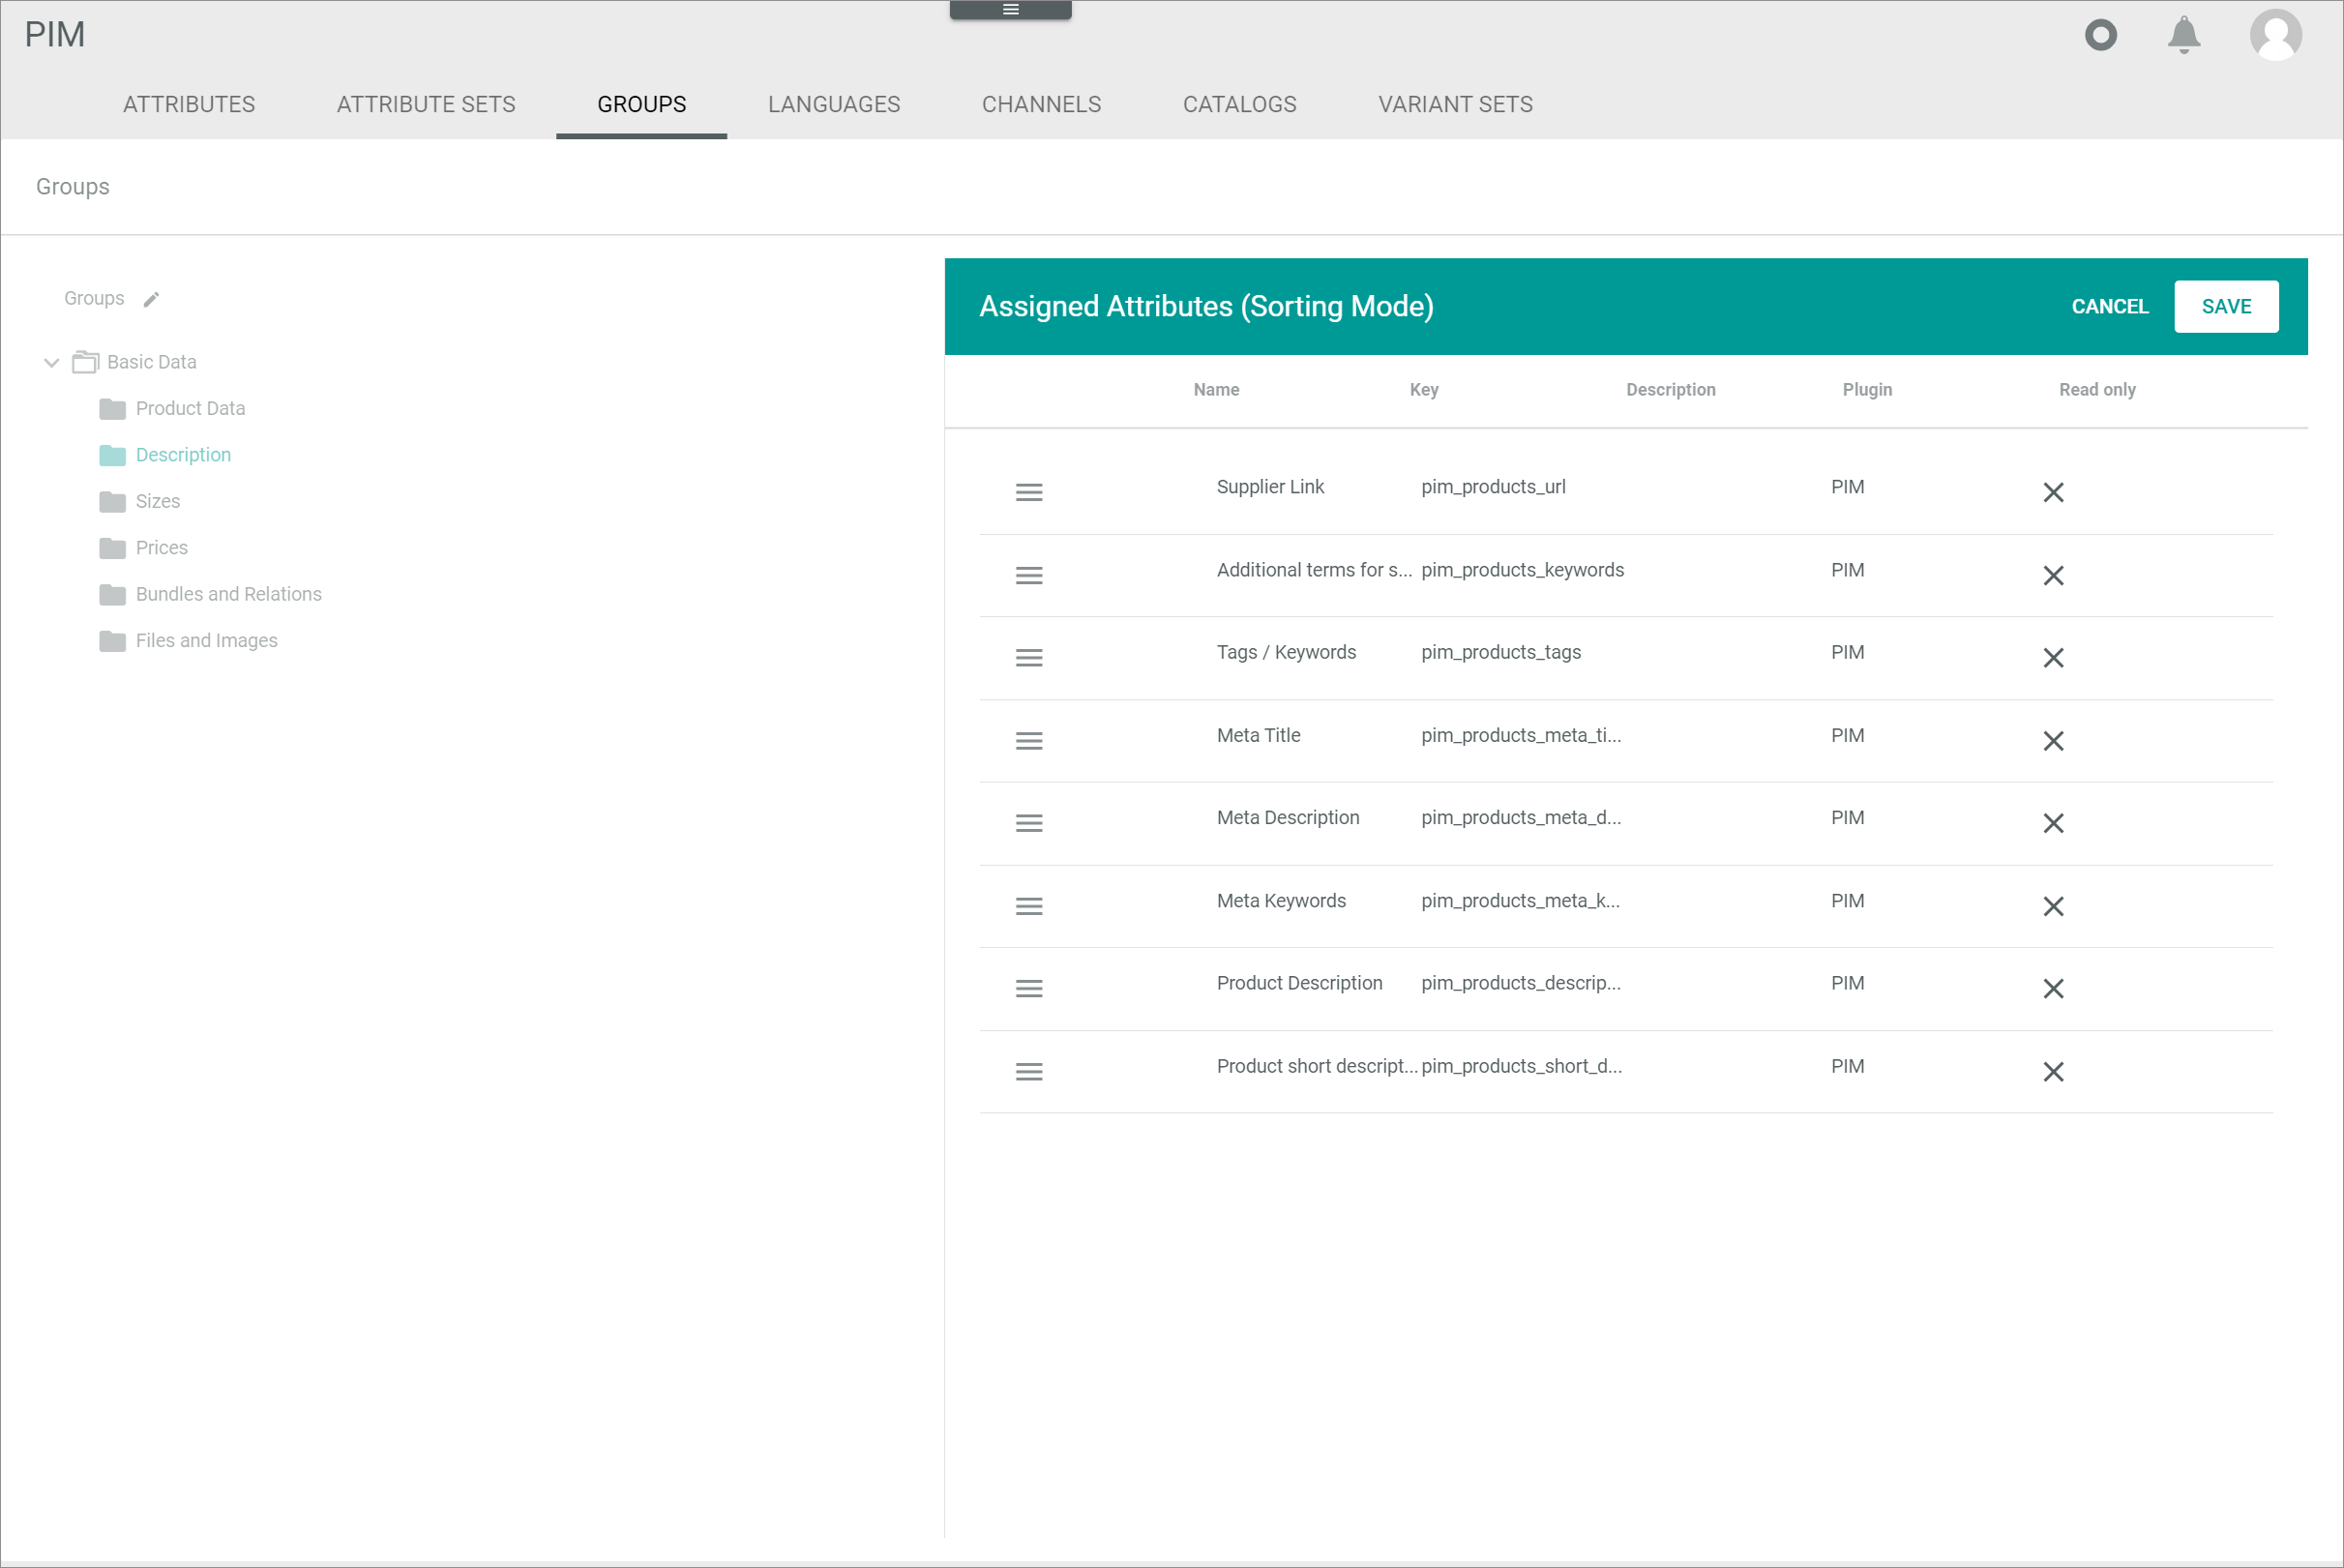 PIM
ATTRIBUTES ATTRIBUTE SETS GROUPS LANGUAGES CHANNELS CATALOGS VARIANT SETS
Groups
Groups
Basic Data
Product Data
Description
Sizes
Prices
Bundles and Relations
Files and Images
Assigned Attributes (Sorting Mode) CANCEL SAVE
Name Key Description Plugin Read only
Supplier Link pim_products_url PIM
Additional terms for s... pim_products_keywords PIM
Tags / Keywords pim_products_tags PIM
Meta Title pim_products_meta_ti... PIM
Meta Description pim_products_meta_d... PIM
Meta Keywords pim_products_meta_k... PIM
Product Description pim_products_descrip... PIM
Product short descript... pim_products_short_d... PIM